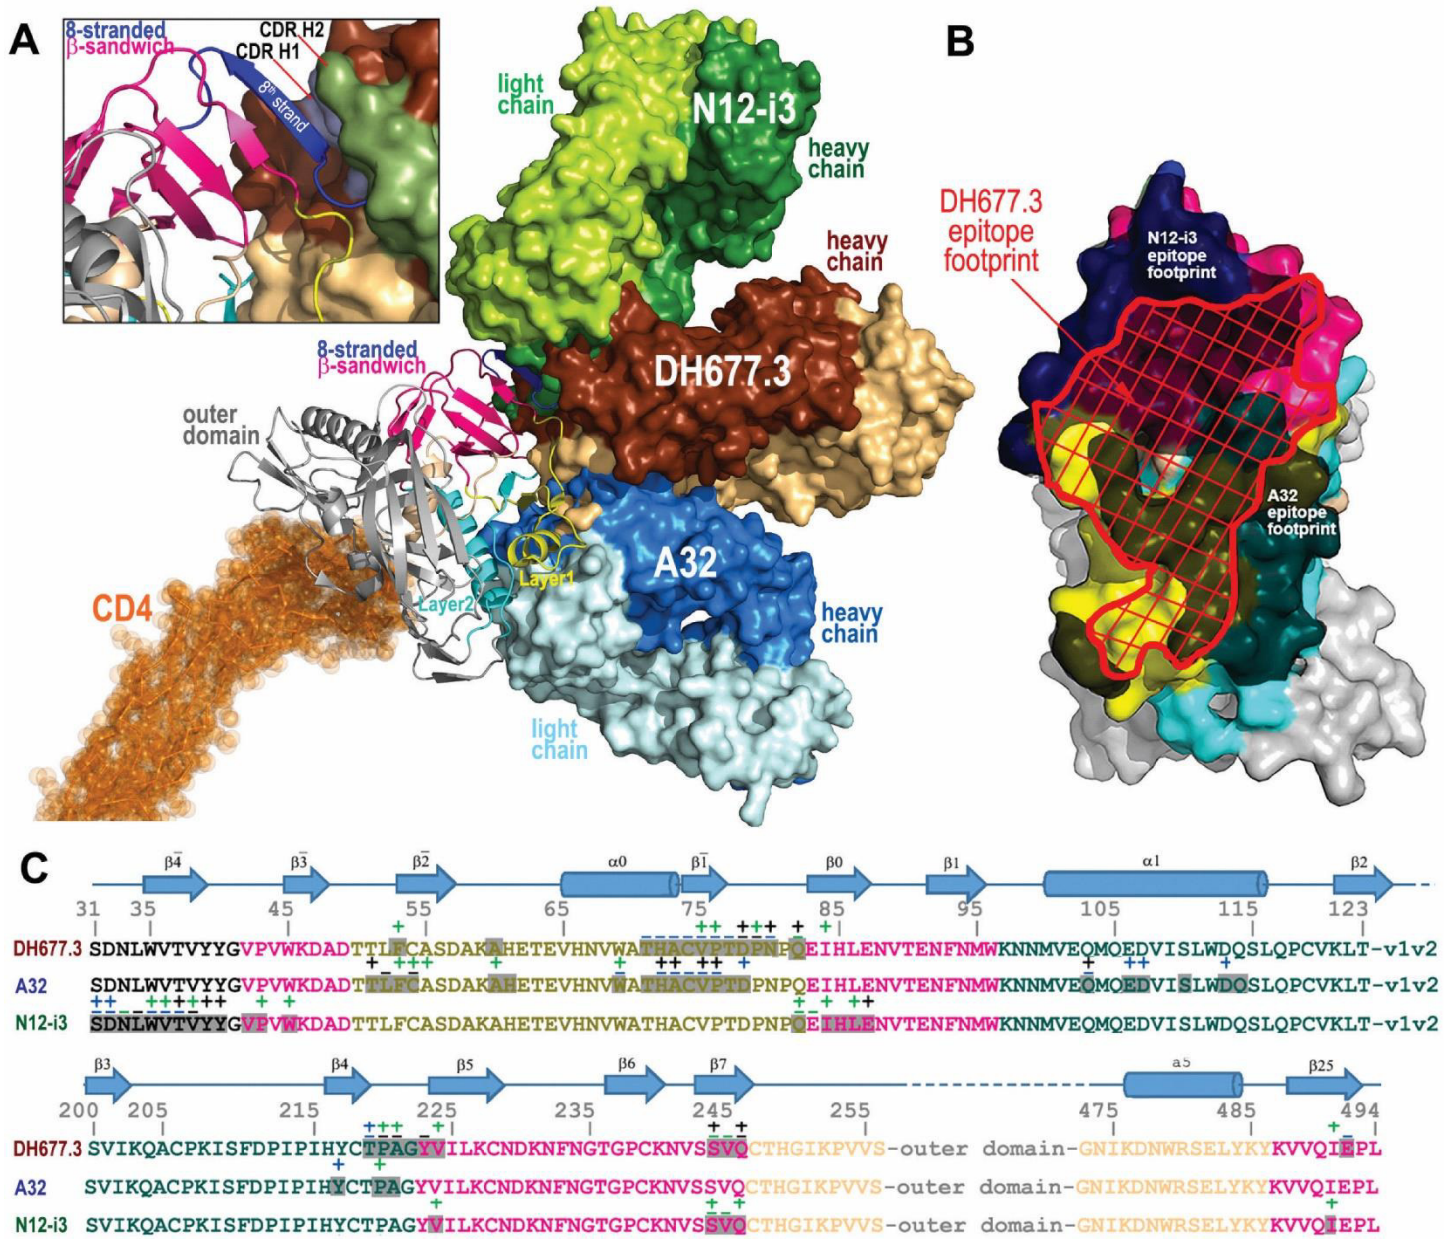 A
8-stranded
β-sandwich
CDR H2
CDR H1
8th strand
light
chain
N12-i3
heavy
chain
heavy
chain
DH677.3
8-stranded
β-sandwich
outer
domain
A32
Layer1
Layer2
CD4
heavy
chain
light
chain
B
DH677.3
epitope
footprint
N12-i3
epitope
footprint
A32
epitope
footprint
C
β4̄ β3̄ β2̄ α0 β1̄ β0 β1 α1 β2
31 35 45 55 65 75 85 95 105 115 123
DH677.3 SDNLWVTVYYGVPVWKDADTTLFCASDAKAHETEVHNVWATHACVPTDPNPQEIHLENVTENFNMWKNNMVEQMQEDVISLWDQSLQPCVKLT-v1v2
A32 SDNLWVTVYYGVPVWKDADTTLFCASDAKAHETEVHNVWATHACVPTDPNPQEIHLENVTENFNMWKNNMVEQMQEDVISLWDQSLQPCVKLT-v1v2
N12-i3 SDNLWVTVYYGVPVWKDADTTLFCASDAKAHETEVHNVWATHACVPTDPNPQEIHLENVTENFNMWKNNMVEQMQEDVISLWDQSLQPCVKLT-v1v2
β3 β4 β5 β6 β7 α5 β25
200 205 215 225 235 245 255 475 485 494
DH677.3 SVIKQACPKISFDPIPIHYCTPAGYVILKCNDKNFNGTGPCKNVSSVQCTHGIKPVVS-outer domain-GNIKDNWRSELYKYKVVQIEPL
A32 SVIKQACPKISFDPIPIHYCTPAGYVILKCNDKNFNGTGPCKNVSSVQCTHGIKPVVS-outer domain-GNIKDNWRSELYKYKVVQIEPL
N12-i3 SVIKQACPKISFDPIPIHYCTPAGYVILKCNDKNFNGTGPCKNVSSVQCTHGIKPVVS-outer domain-GNIKDNWRSELYKYKVVQIEPL